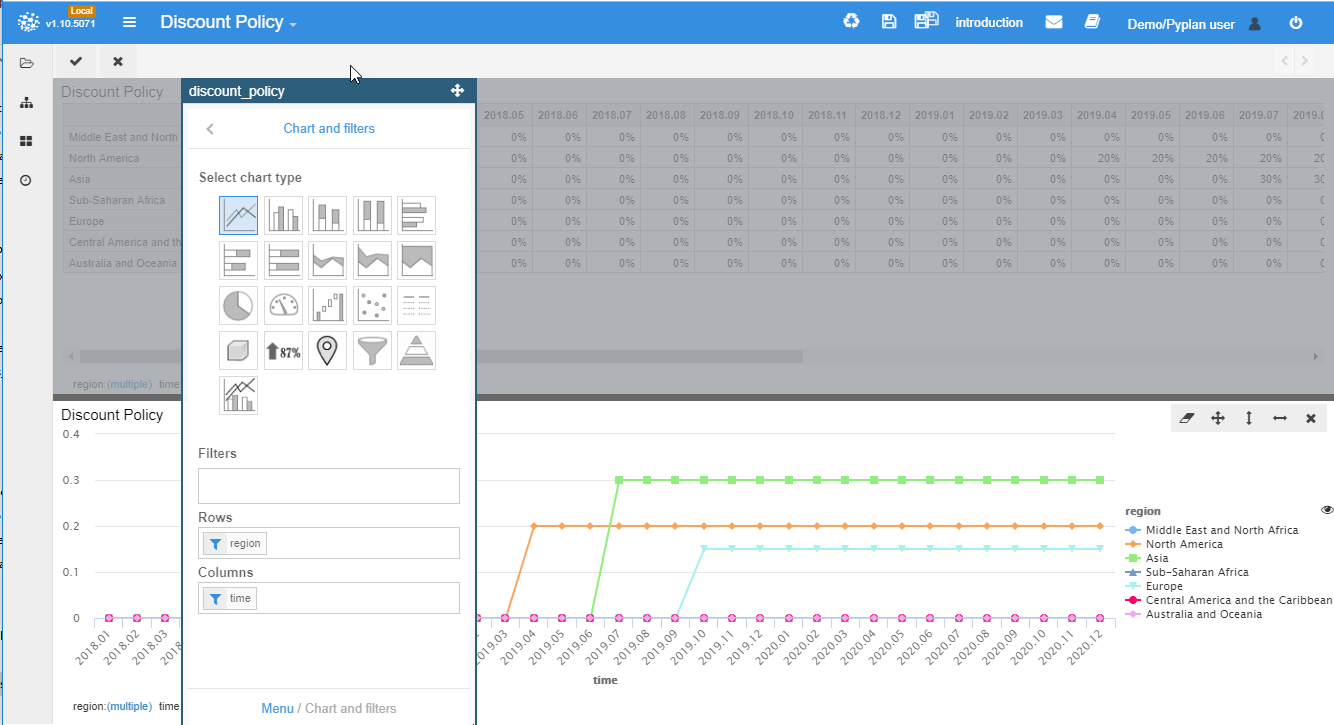 Local
v1.10.5071
Discount Policy
introduction
Demo/Pyplan user
Discount Policy
2018.05 2018.06 2018.07 2018.08 2018.09 2018.10 2018.11 2018.12 2019.01 2019.02 2019.03 2019.04 2019.05 2019.06 2019.07 2019.0
Middle East and North 0% 0% 0% 0% 0% 0% 0% 0% 0% 0% 0% 0% 0% 0% 0%
North America 0% 0% 0% 0% 0% 0% 0% 0% 0% 0% 0% 20% 20% 20% 20% 20
Asia 0% 0% 0% 0% 0% 0% 0% 0% 0% 0% 0% 0% 0% 0% 30% 30
Sub-Saharan Africa 0% 0% 0% 0% 0% 0% 0% 0% 0% 0% 0% 0% 0% 0% 0%
Europe 0% 0% 0% 0% 0% 0% 0% 0% 0% 0% 0% 0% 0% 0% 0%
Central America and th 0% 0% 0% 0% 0% 0% 0% 0% 0% 0% 0% 0% 0% 0% 0%
Australia and Oceania 0% 0% 0% 0% 0% 0% 0% 0% 0% 0% 0% 0% 0% 0% 0%
region:(multiple) time
discount_policy
Chart and filters
Select chart type
87%
Filters
Rows
region
Columns
time
Menu / Chart and filters
Discount Policy
0.4
0.3
0.2
0.1
0
2018.01 2018.02 2018.03 2019.03 2019.04 2019.05 2019.06 2019.07 2019.08 2019.09 2019.10 2019.11 2019.12 2020.01 2020.02 2020.03 2020.04 2020.05 2020.06 2020.07 2020.08 2020.09 2020.10 2020.11 2020.12
time
region
Middle East and North Africa
North America
Asia
Sub-Saharan Africa
Europe
Central America and the Caribbean
Australia and Oceania
region:(multiple) time